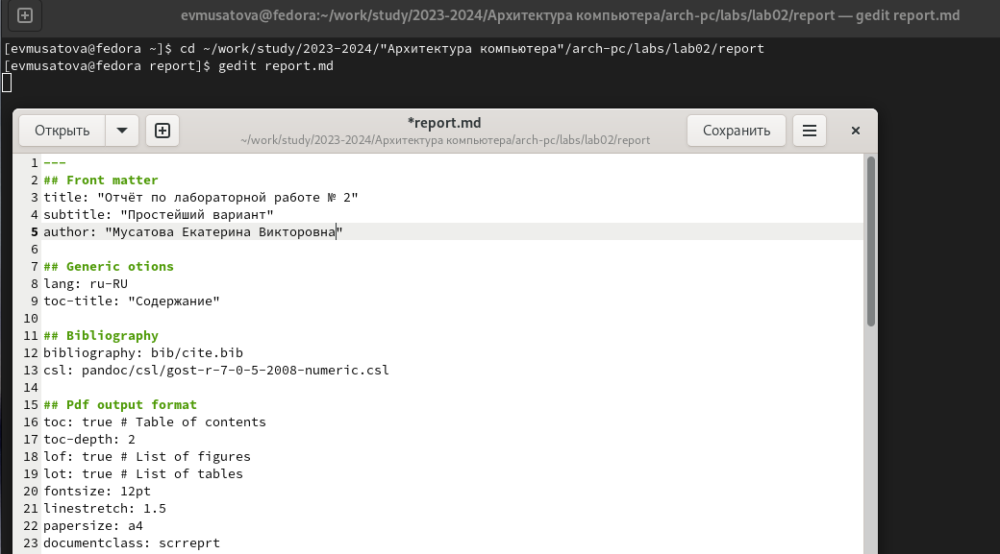 evmusatova@fedora:~/work/study/2023-2024/Архитектура компьютера/arch-pc/labs/lab02/report — gedit report.md
[evmusatova@fedora ~]$ cd ~/work/study/2023-2024/"Архитектура компьютера"/arch-pc/labs/lab02/report
[evmusatova@fedora report]$ gedit report.md
Открыть
*report.md
~/work/study/2023-2024/Архитектура компьютера/arch-pc/labs/lab02/report
Сохранить
1 ---
2 ## Front matter
3 title: "Отчёт по лабораторной работе № 2"
4 subtitle: "Простейший вариант"
5 author: "Мусатова Екатерина Викторовна"
6
7 ## Generic otions
8 lang: ru-RU
9 toc-title: "Содержание"
10
11 ## Bibliography
12 bibliography: bib/cite.bib
13 csl: pandoc/csl/gost-r-7-0-5-2008-numeric.csl
14
15 ## Pdf output format
16 toc: true # Table of contents
17 toc-depth: 2
18 lof: true # List of figures
19 lot: true # List of tables
20 fontsize: 12pt
21 linestretch: 1.5
22 papersize: a4
23 documentclass: scrreprt